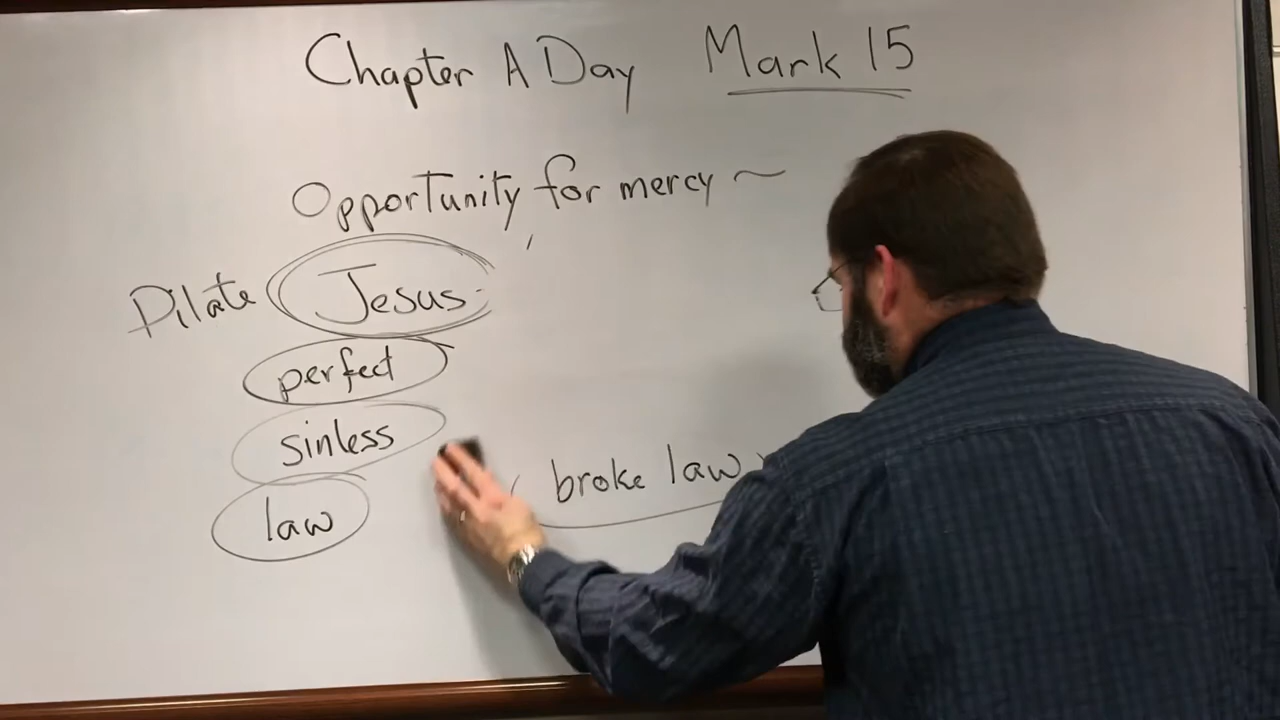 Chapter A Day Mark 15
Opportunity for mercy ~
Pilate Jesus
perfect
sinless
broke law
law